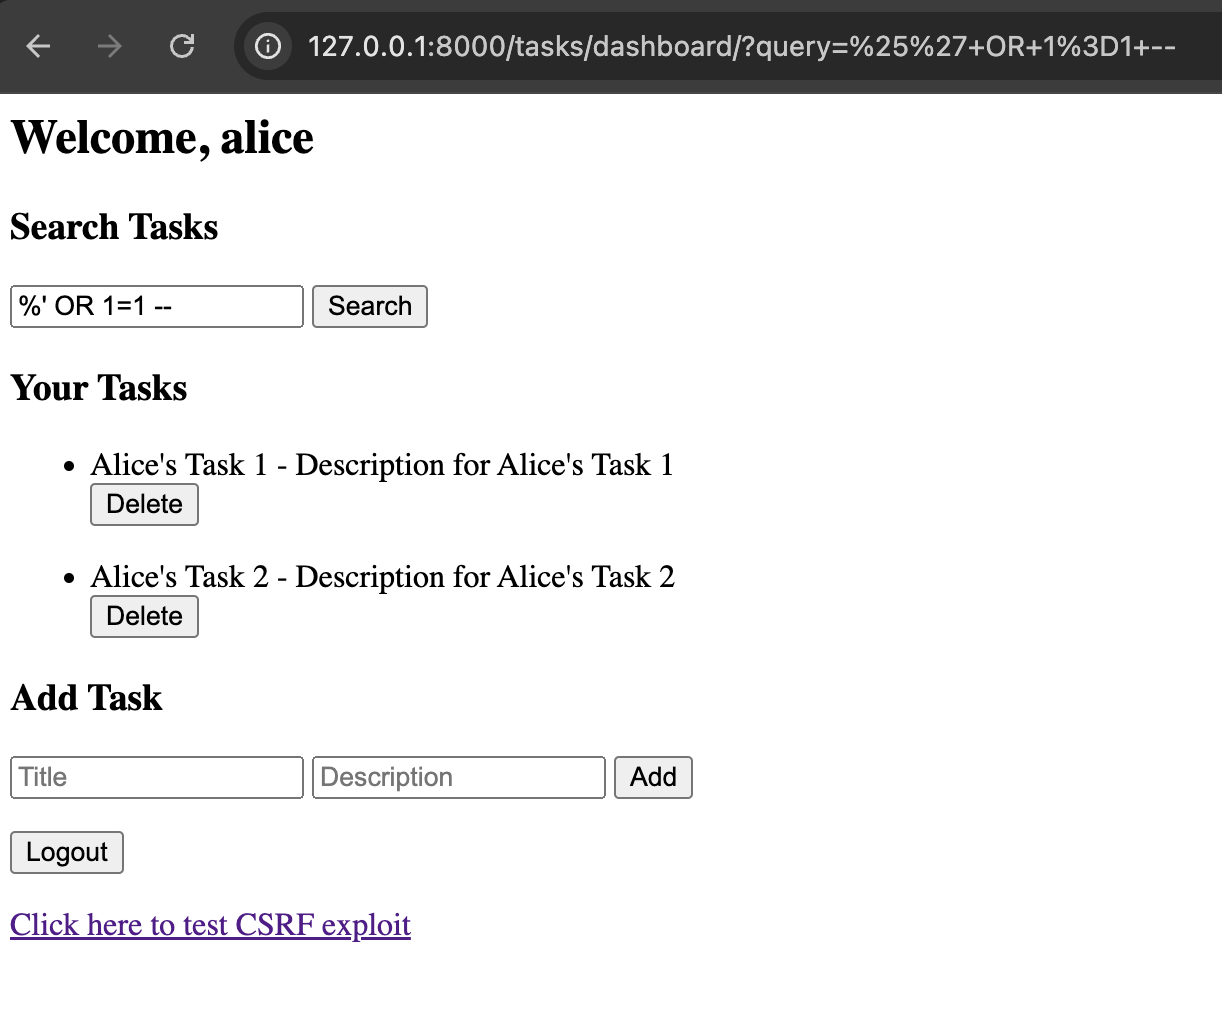 127.0.0.1:8000/tasks/dashboard/?query=%25%27+OR+1%3D1+--
Welcome, alice
Search Tasks
%' OR 1=1 -- Search
Your Tasks
• Alice's Task 1 - Description for Alice's Task 1
Delete
• Alice's Task 2 - Description for Alice's Task 2
Delete
Add Task
Title Description Add
Logout
Click here to test CSRF exploit